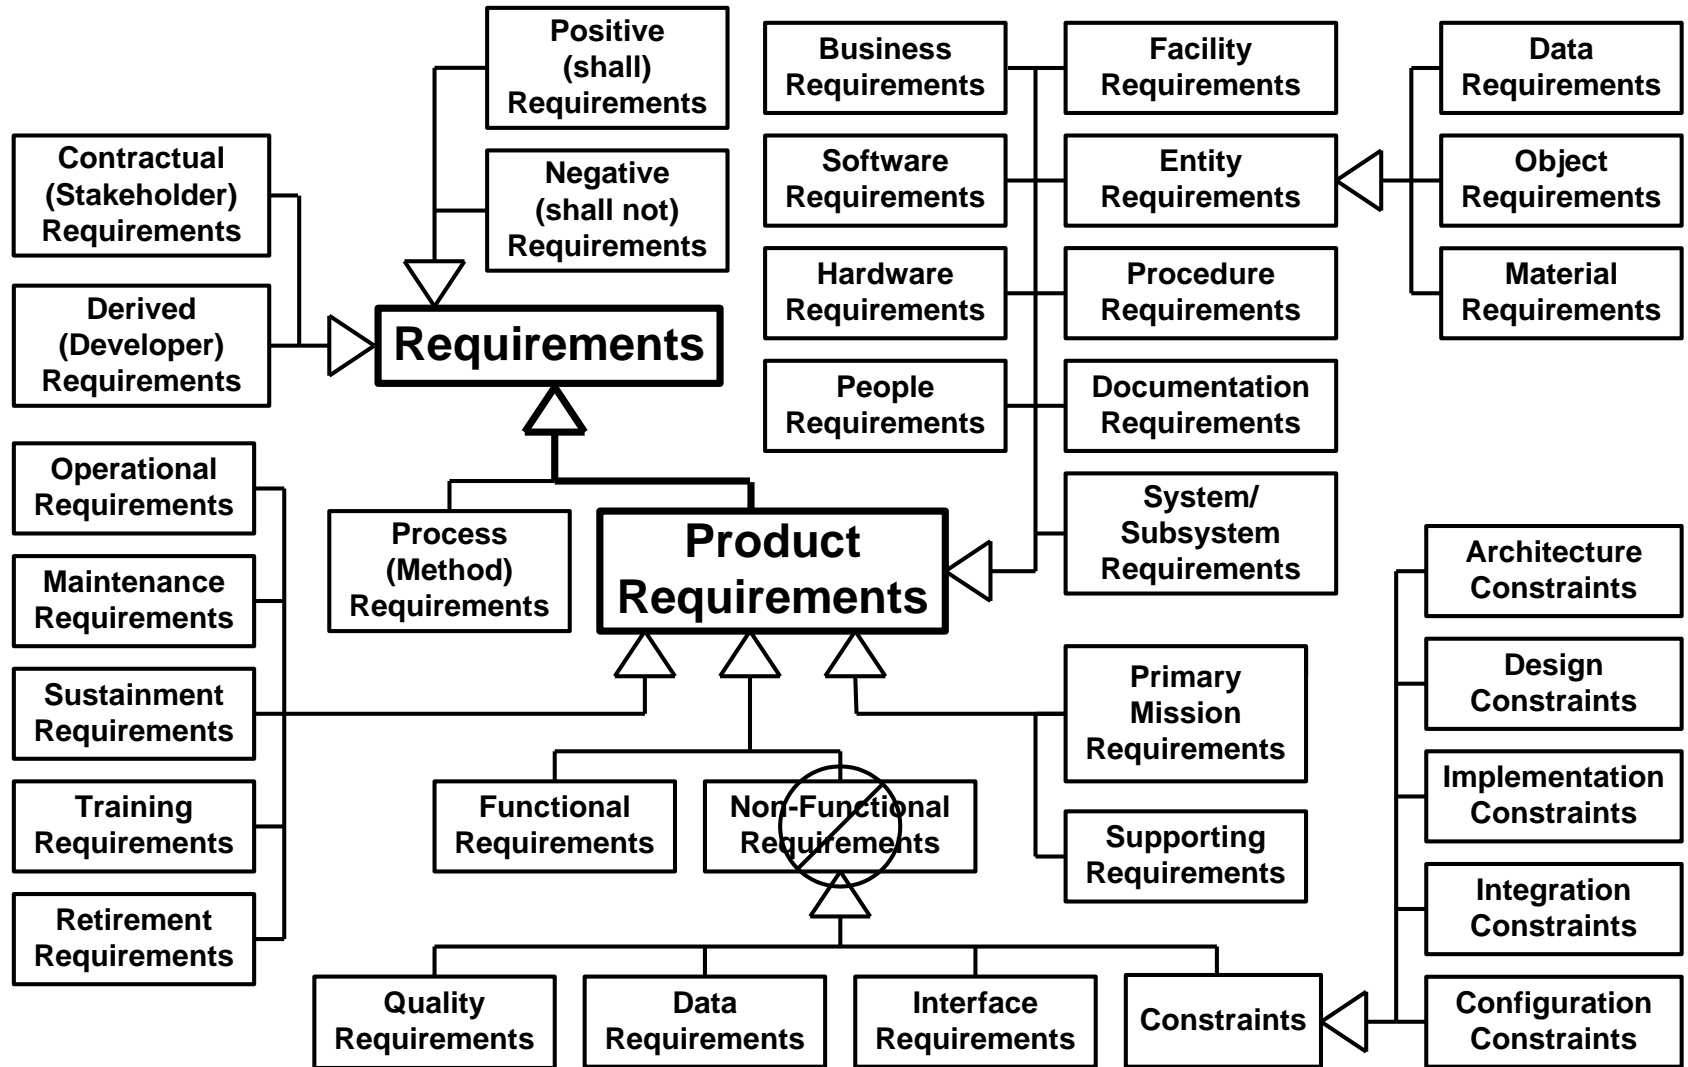 Positive
(shall)
Requirements
Negative
(shall not)
Requirements
Contractual
(Stakeholder)
Requirements
Derived
(Developer)
Requirements
Requirements
Business
Requirements
Software
Requirements
Hardware
Requirements
People
Requirements
Facility
Requirements
Entity
Requirements
Procedure
Requirements
Documentation
Requirements
System/
Subsystem
Requirements
Data
Requirements
Object
Requirements
Material
Requirements
Operational
Requirements
Maintenance
Requirements
Sustainment
Requirements
Training
Requirements
Retirement
Requirements
Process
(Method)
Requirements
Product
Requirements
Primary
Mission
Requirements
Supporting
Requirements
Functional
Requirements
Non-Functional
Requirements
Quality
Requirements
Data
Requirements
Interface
Requirements
Constraints
Architecture
Constraints
Design
Constraints
Implementation
Constraints
Integration
Constraints
Configuration
Constraints